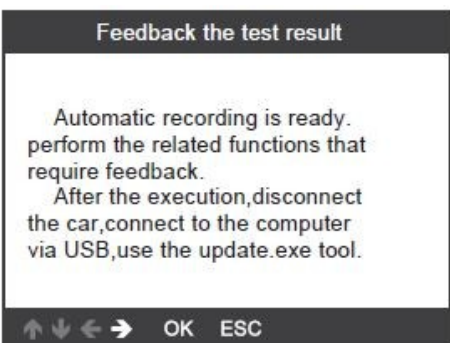 Feedback the test result
Automatic recording is ready.
perform the related functions that
require feedback.
After the execution,disconnect
the car,connect to the computer
via USB,use the update.exe tool.
OK ESC